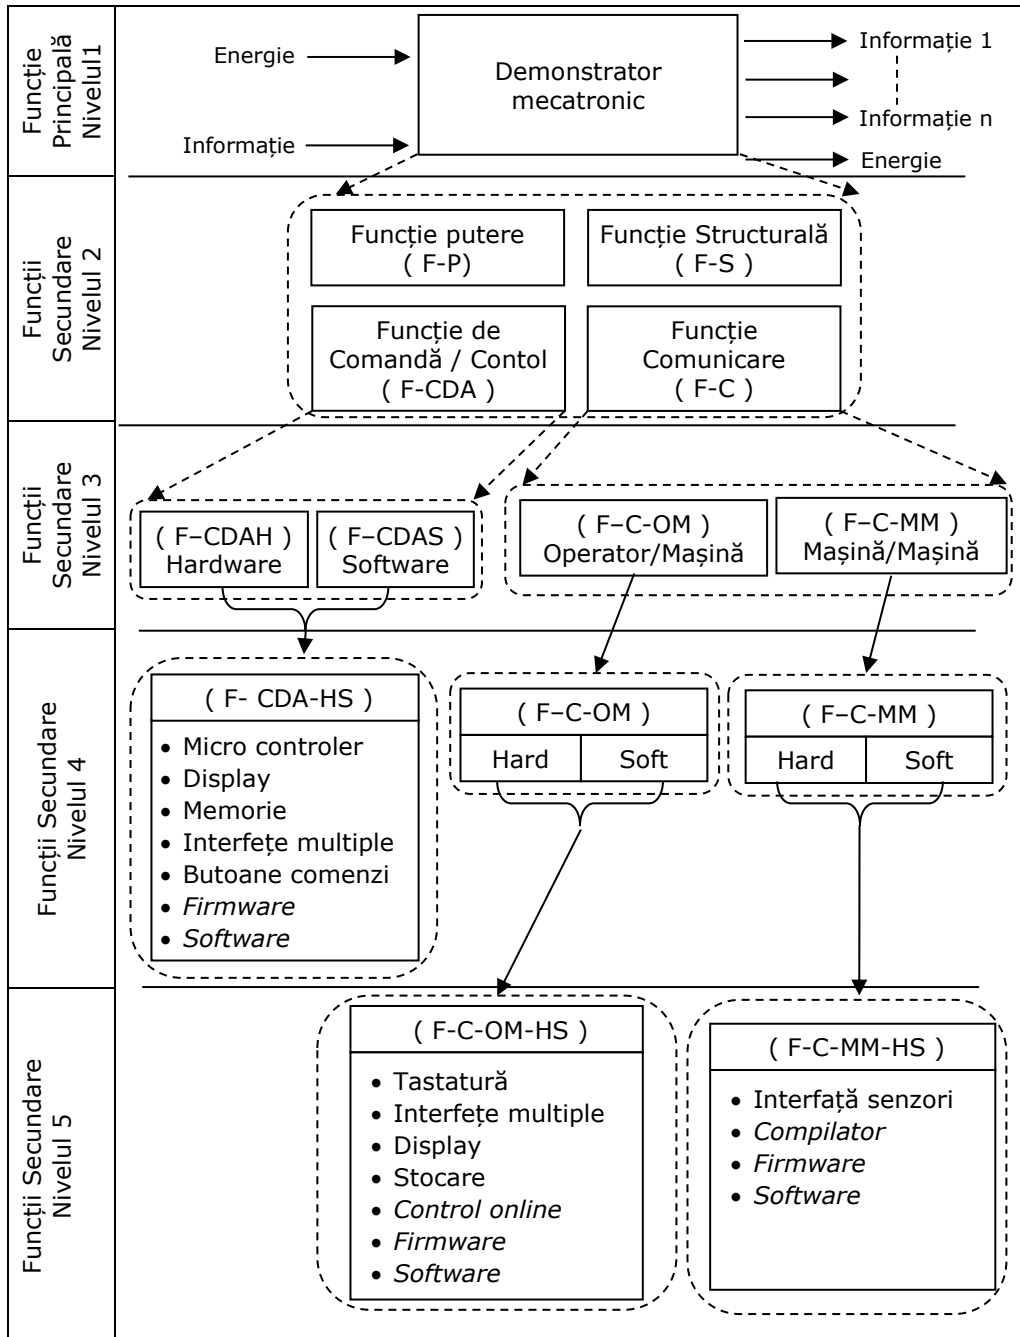 Funcție
Principală
Nivelul1
Energie
Informație
Demonstrator
mecatronic
Informație 1
Informație n
Energie
Funcții
Secundare
Nivelul 2
Funcție putere
( F-P)
Funcție Structurală
( F-S )
Funcție de
Comandă / Contol
( F-CDA )
Funcție
Comunicare
( F-C )
Funcții
Secundare
Nivelul 3
( F–CDAH )
Hardware
( F–CDAS )
Software
( F–C-OM )
Operator/Mașină
( F–C-MM )
Mașină/Mașină
Funcții Secundare
Nivelul 4
( F- CDA-HS )
• Micro controler
• Display
• Memorie
• Interfețe multiple
• Butoane comenzi
• Firmware
• Software
( F–C-OM )
Hard
Soft
( F–C-MM )
Hard
Soft
Funcții Secundare
Nivelul 5
( F-C-OM-HS )
• Tastatură
• Interfețe multiple
• Display
• Stocare
• Control online
• Firmware
• Software
( F-C-MM-HS )
• Interfață senzori
• Compilator
• Firmware
• Software